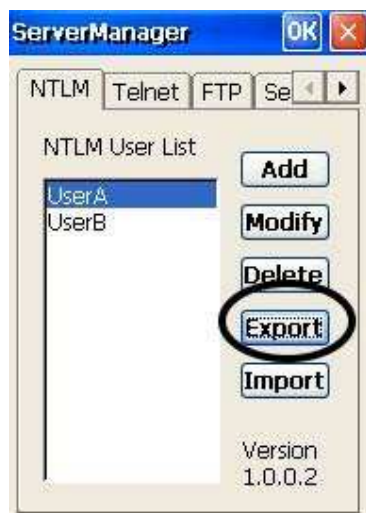 ServerManager OK
NTLM Telnet FTP Se
NTLM User List
Add
UserA
UserB
Modify
Delete
Export
Import
Version
1.0.0.2